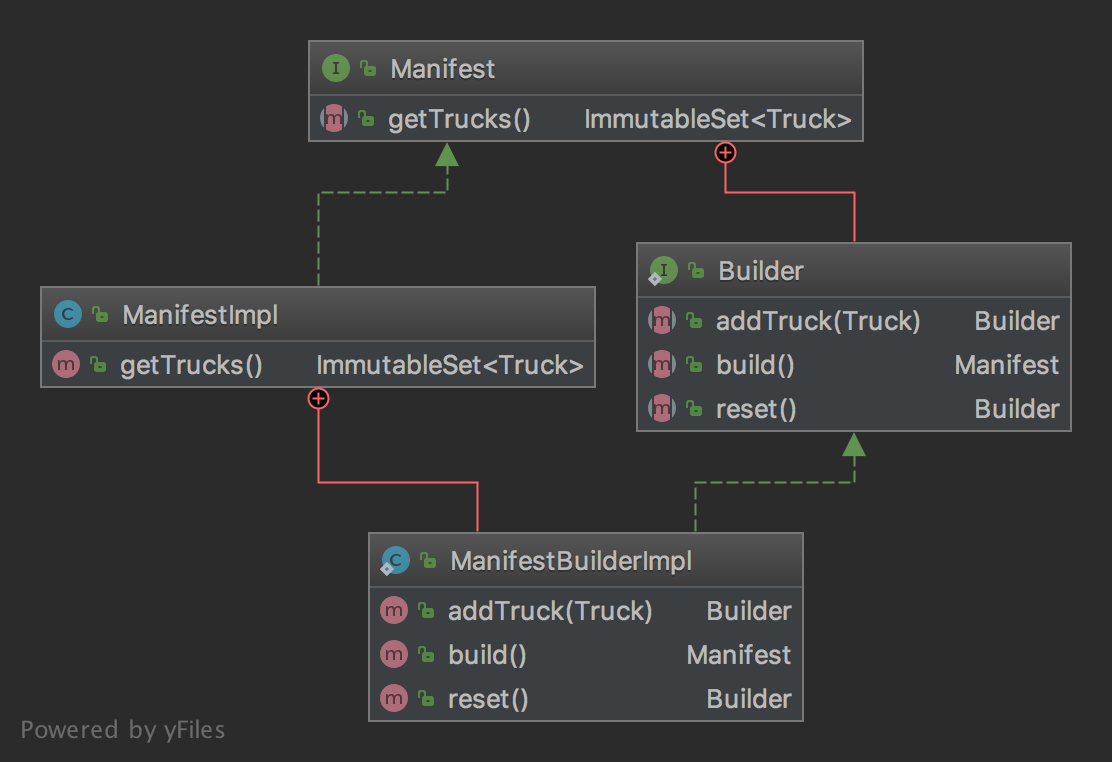 I Manifest
m getTrucks() ImmutableSet<Truck>
I Builder
m addTruck(Truck) Builder
m build() Manifest
m reset() Builder
C ManifestImpl
m getTrucks() ImmutableSet<Truck>
C ManifestBuilderImpl
m addTruck(Truck) Builder
m build() Manifest
m reset() Builder
Powered by yFiles